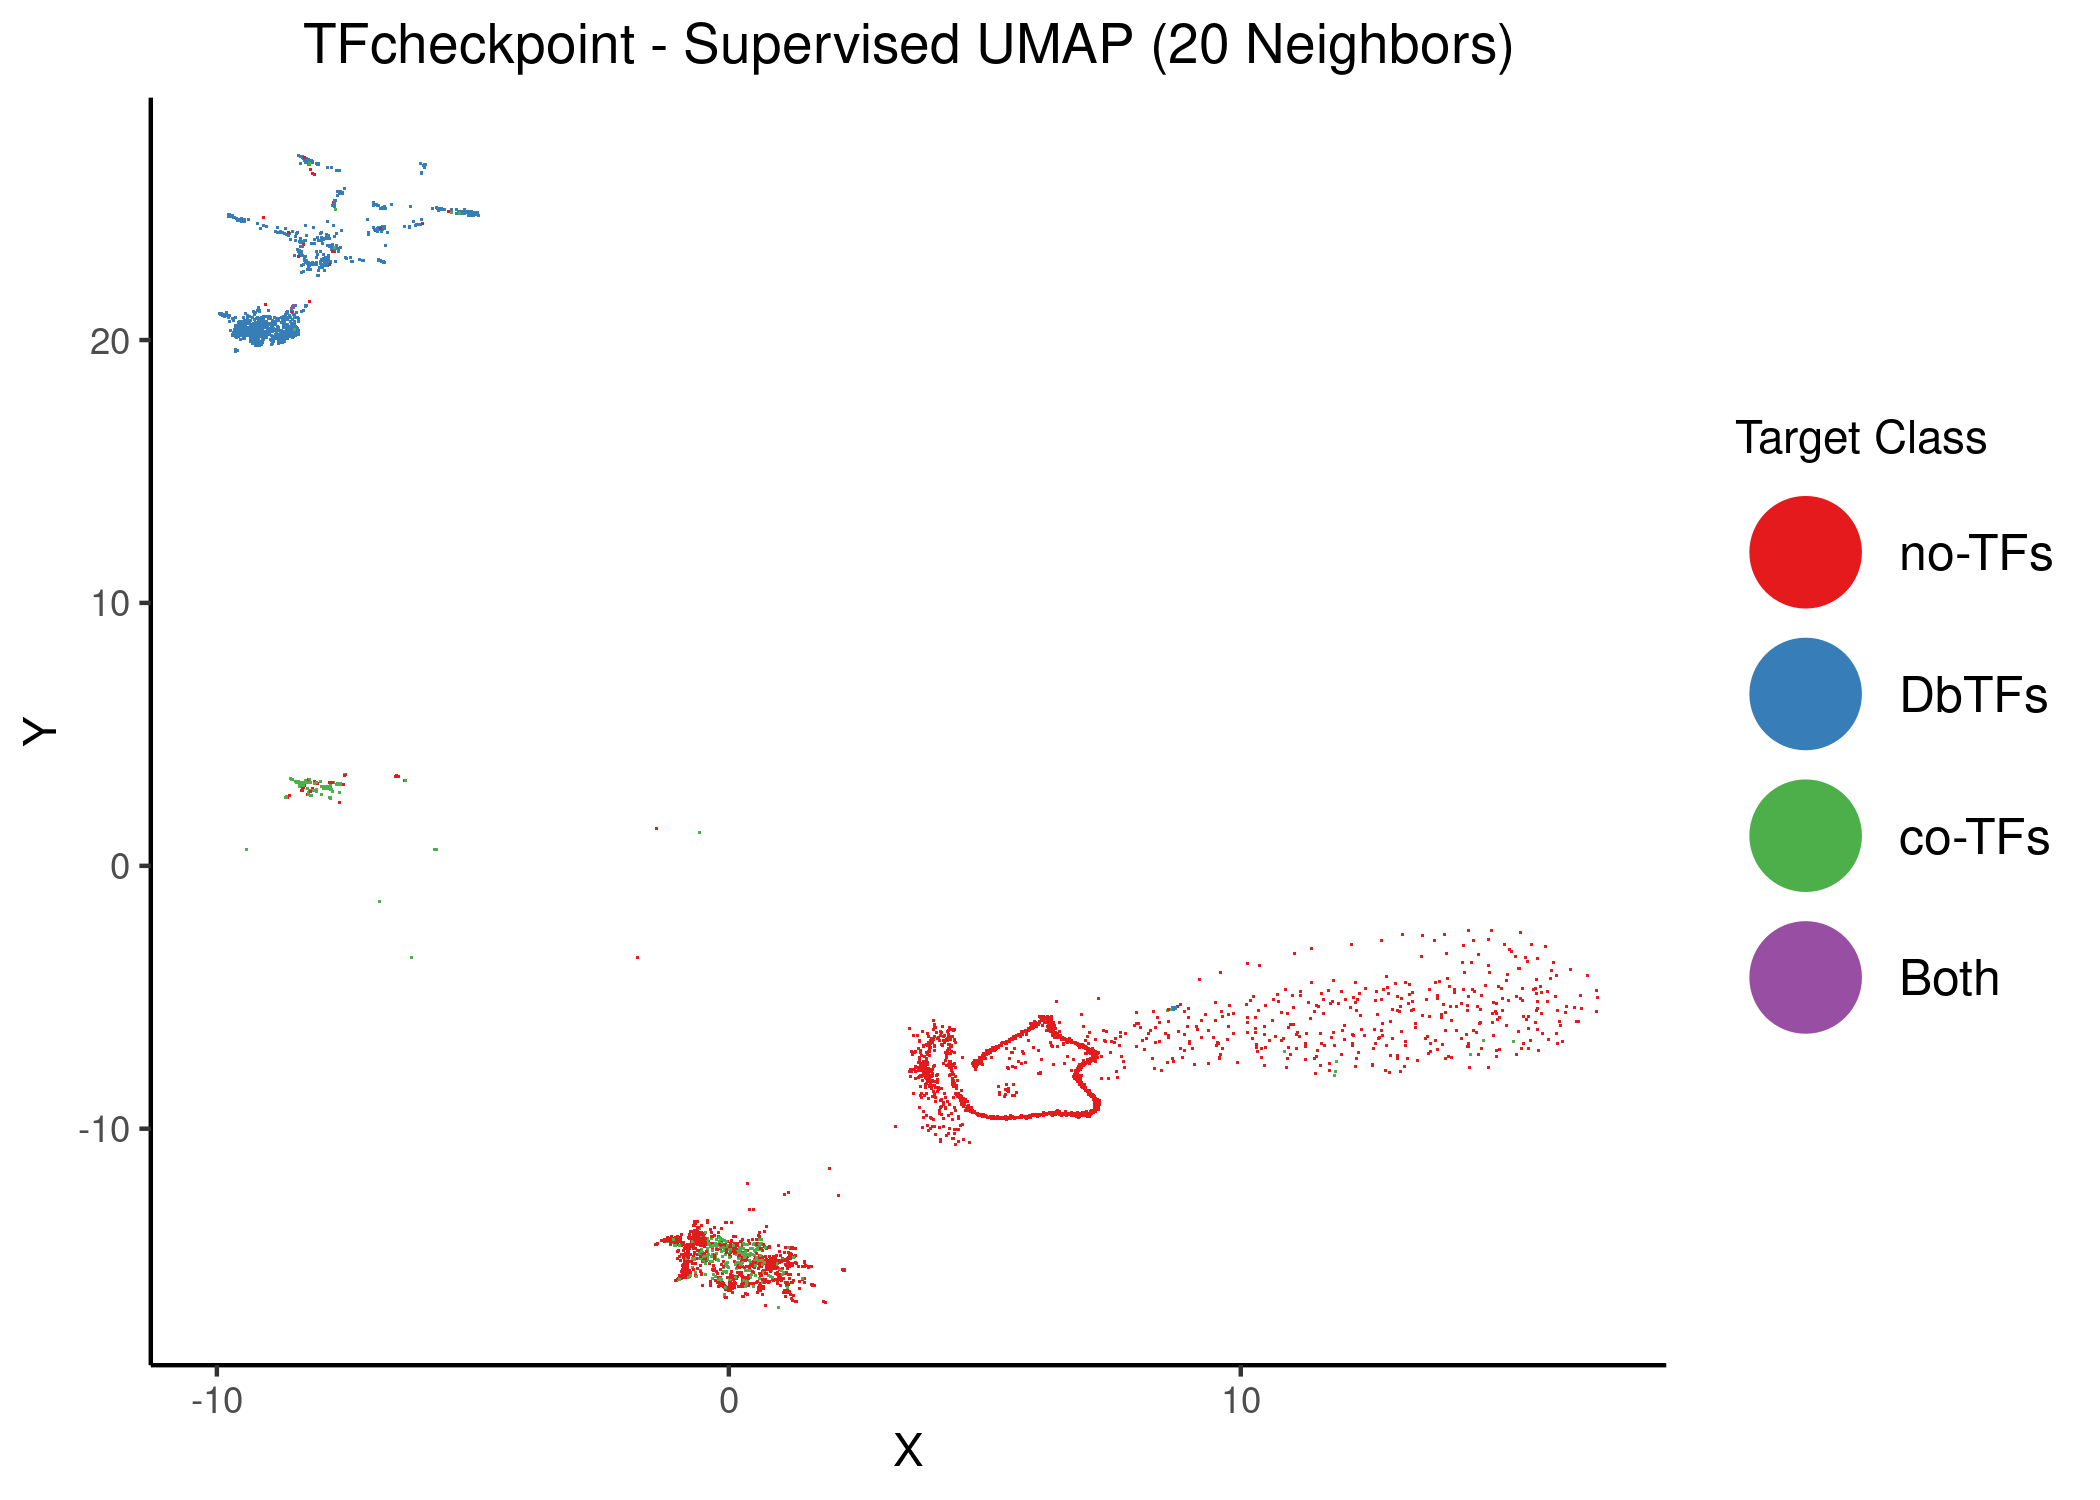 TFcheckpoint - Supervised UMAP (20 Neighbors)
20
10
0
-10
Y
-10
0
10
X
Target Class
no-TFs
DbTFs
co-TFs
Both